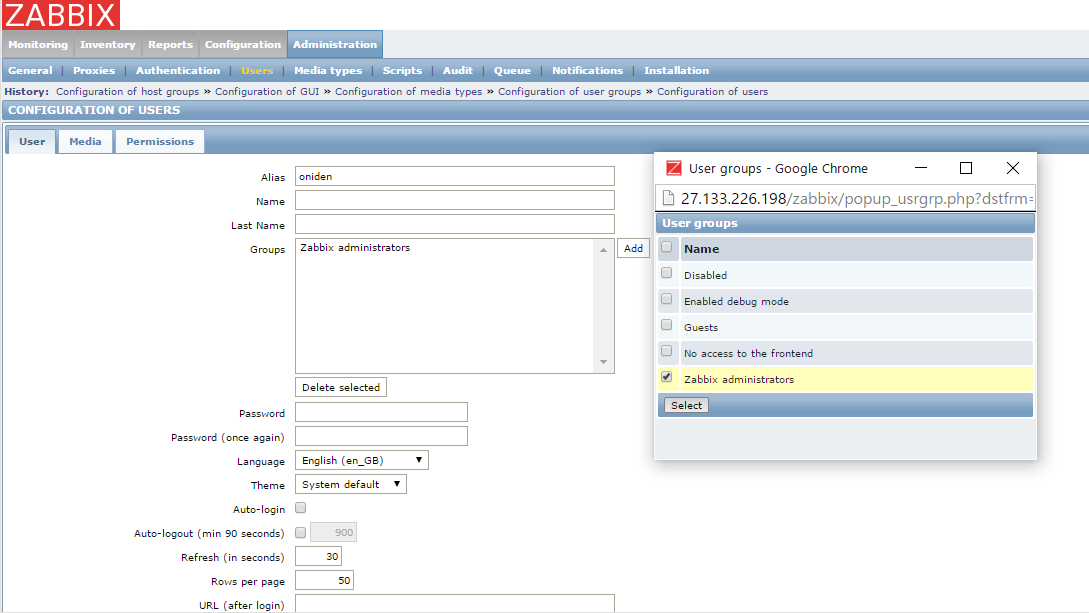 ZABBIX
Monitoring Inventory Reports Configuration Administration
General | Proxies | Authentication | Users | Media types | Scripts | Audit | Queue | Notifications | Installation
History: Configuration of host groups » Configuration of GUI » Configuration of media types » Configuration of user groups » Configuration of users
CONFIGURATION OF USERS
User Media Permissions
Alias oniden
Name
Last Name
Groups Zabbix administrators Add
Delete selected
Password
Password (once again)
Language English (en_GB)
Theme System default
Auto-login
Auto-logout (min 90 seconds) 900
Refresh (in seconds) 30
Rows per page 50
URL (after login)
User groups - Google Chrome
27.133.226.198/zabbix/popup_usrgrp.php?dstfrm=
User groups
Name
Disabled
Enabled debug mode
Guests
No access to the frontend
Zabbix administrators
Select